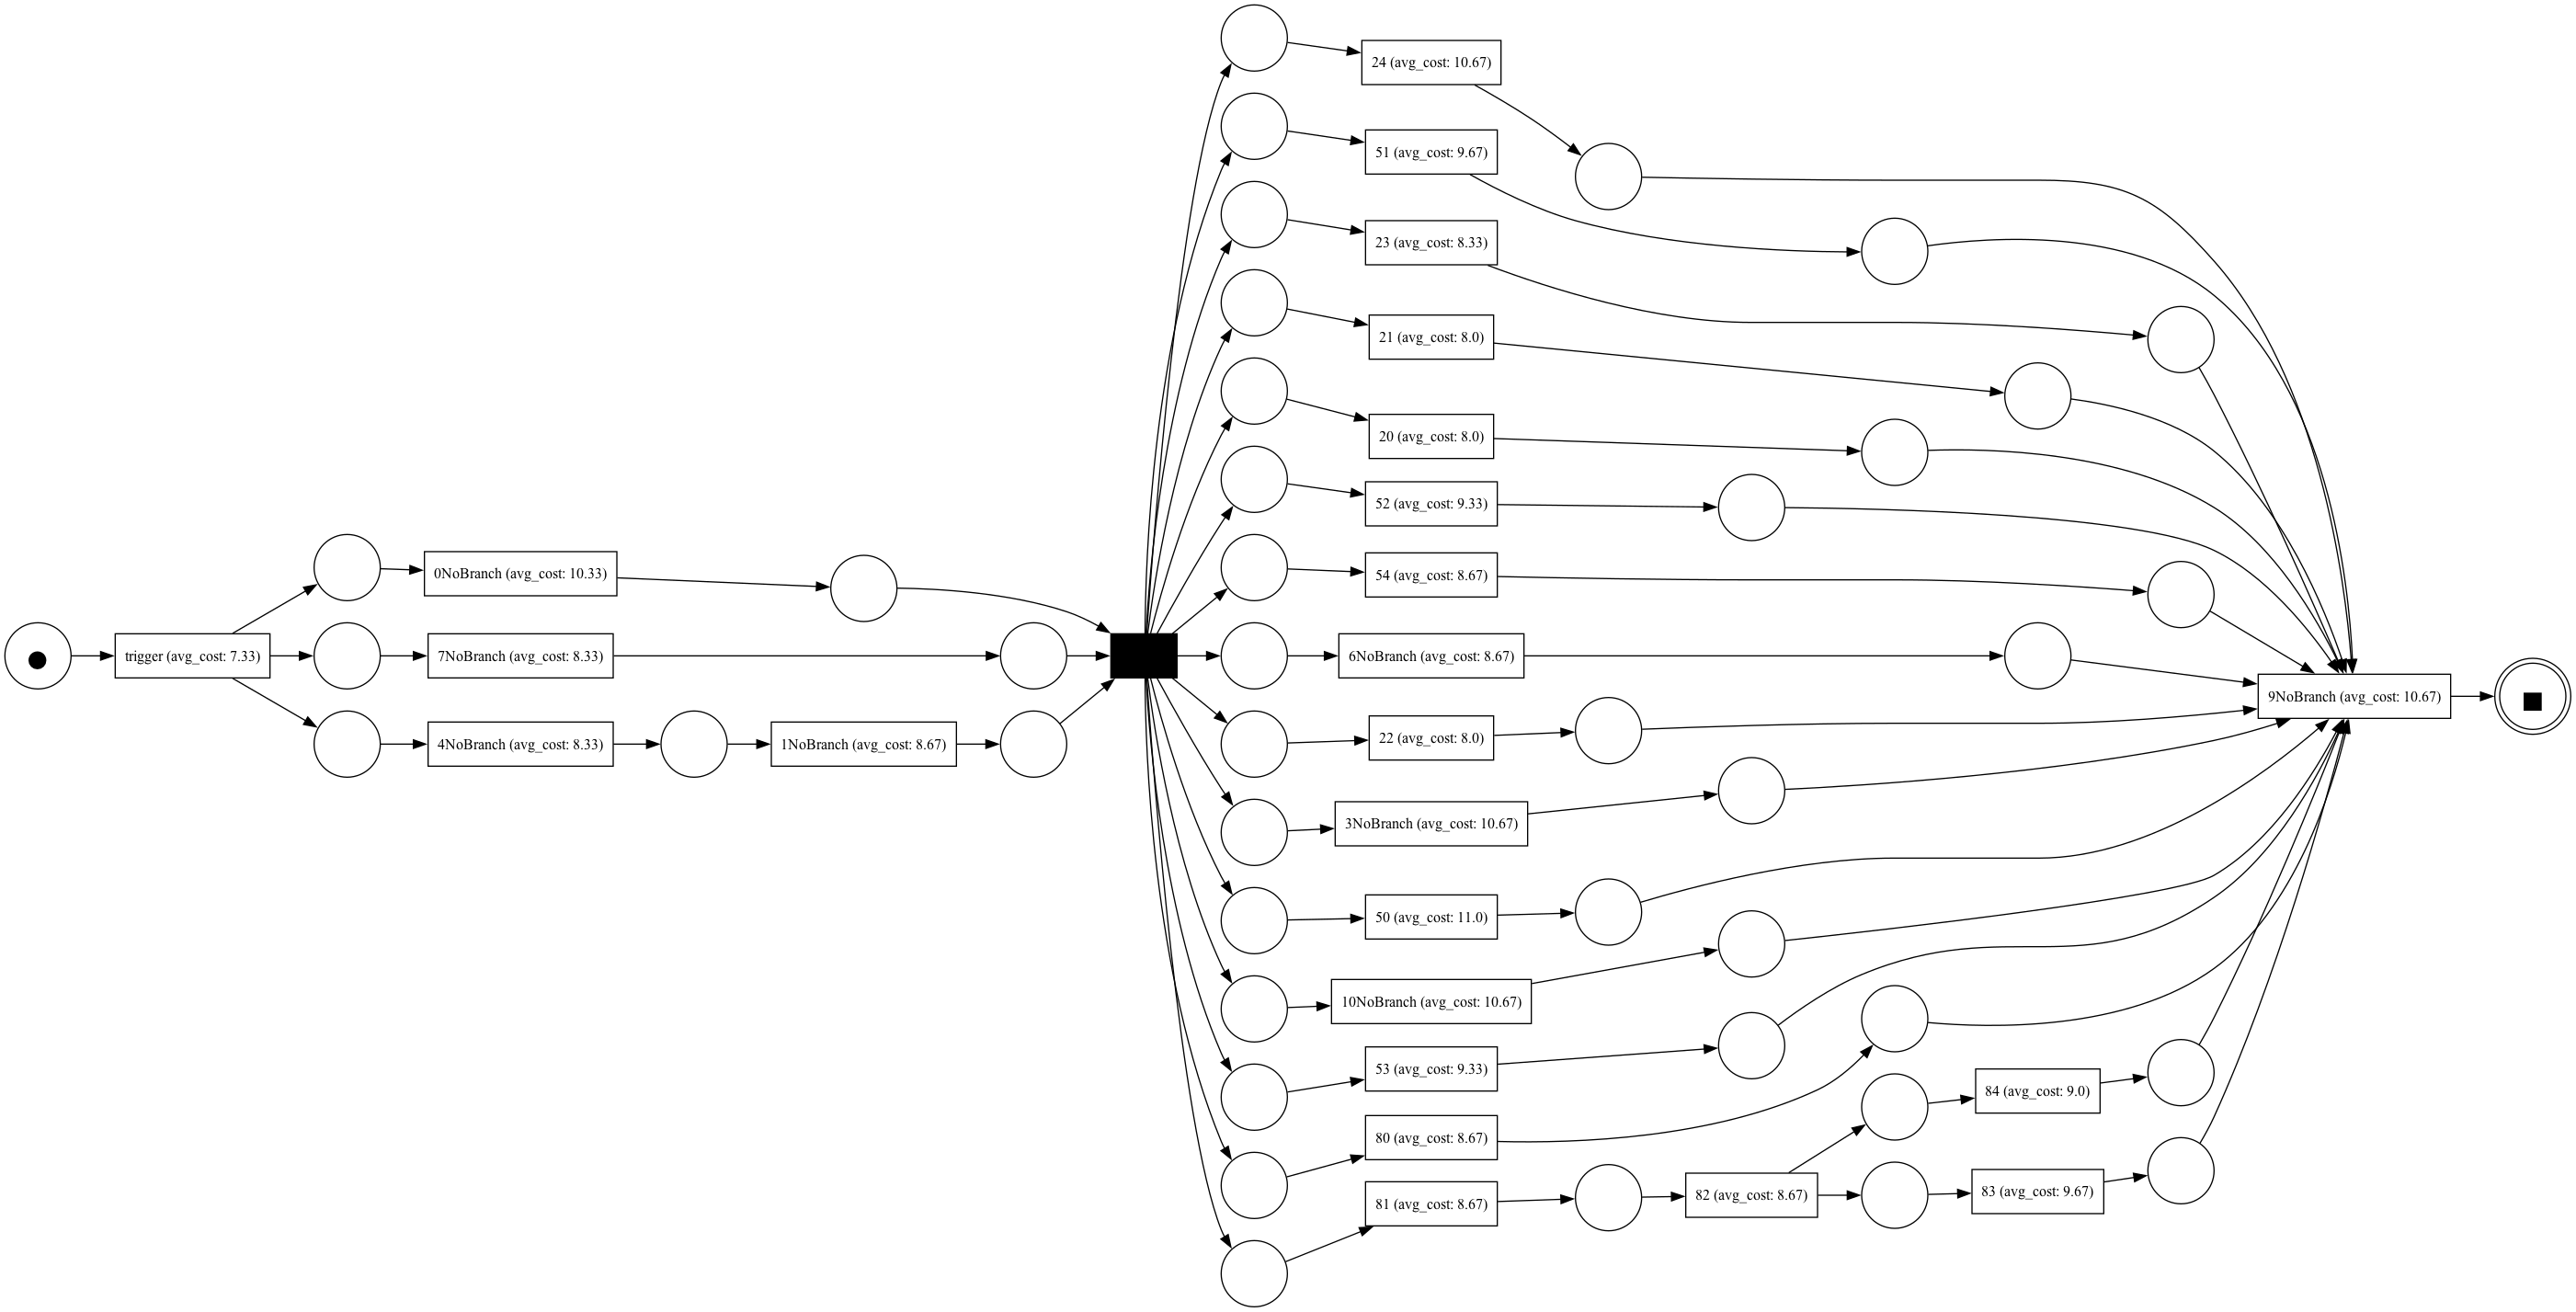 trigger (avg_cost: 7.33)
0NoBranch (avg_cost: 10.33)
7NoBranch (avg_cost: 8.33)
4NoBranch (avg_cost: 8.33)
1NoBranch (avg_cost: 8.67)
24 (avg_cost: 10.67)
51 (avg_cost: 9.67)
23 (avg_cost: 8.33)
21 (avg_cost: 8.0)
20 (avg_cost: 8.0)
52 (avg_cost: 9.33)
54 (avg_cost: 8.67)
6NoBranch (avg_cost: 8.67)
22 (avg_cost: 8.0)
3NoBranch (avg_cost: 10.67)
50 (avg_cost: 11.0)
10NoBranch (avg_cost: 10.67)
53 (avg_cost: 9.33)
80 (avg_cost: 8.67)
81 (avg_cost: 8.67)
82 (avg_cost: 8.67)
84 (avg_cost: 9.0)
83 (avg_cost: 9.67)
9NoBranch (avg_cost: 10.67)